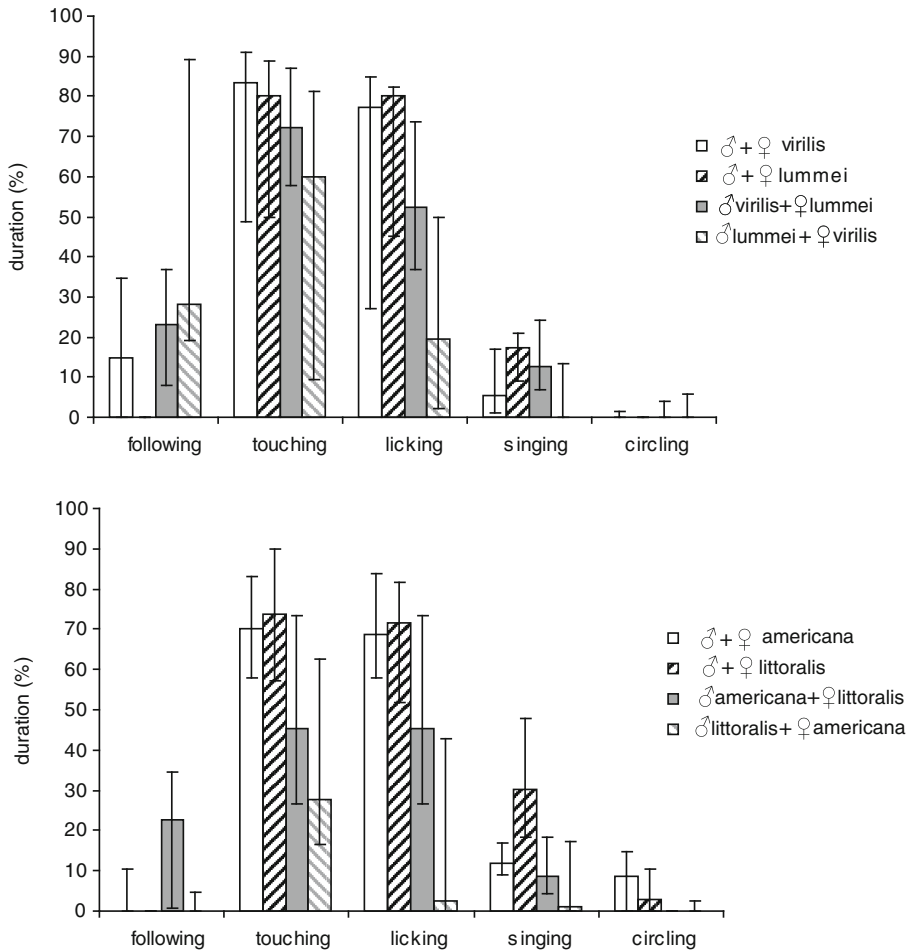 100
90
80
70
60
50
40
30
20
10
0
duration (%)
following touching licking singing circling
♂+♀ virilis
♂+♀ lummei
♂virilis+♀lummei
♂lummei+♀virilis
100
90
80
70
60
50
40
30
20
10
0
duration (%)
following touching licking singing circling
♂+♀ americana
♂+♀ littoralis
♂americana+♀littoralis
♂littoralis+♀americana